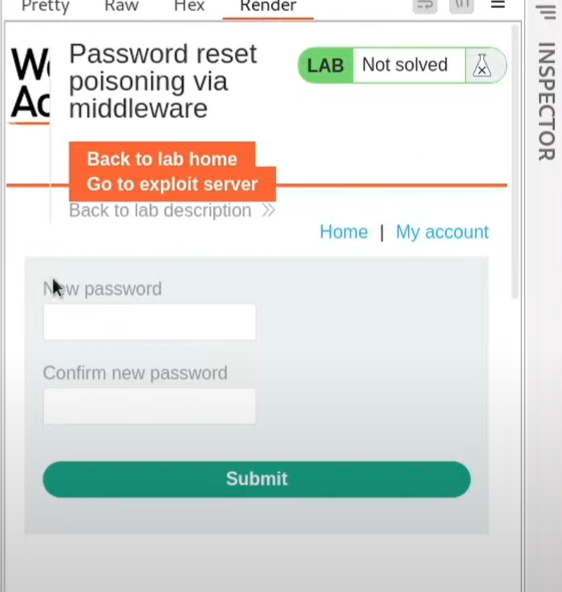 Pretty Raw Hex Render
Password reset
poisoning via
middleware
LAB Not solved
Back to lab home
Go to exploit server
Back to lab description
Home | My account
New password
Confirm new password
Submit
INSPECTOR